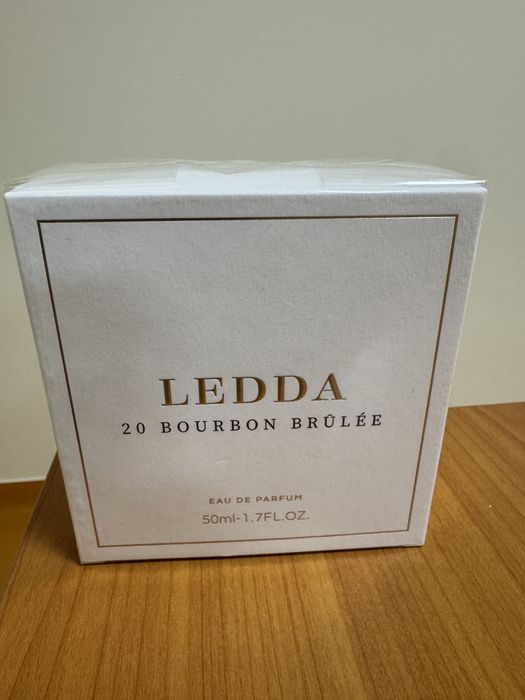 LEDDA
20 BOURBON BRÛLÉE
EAU DE PARFUM
50ml-1.7FL.OZ.